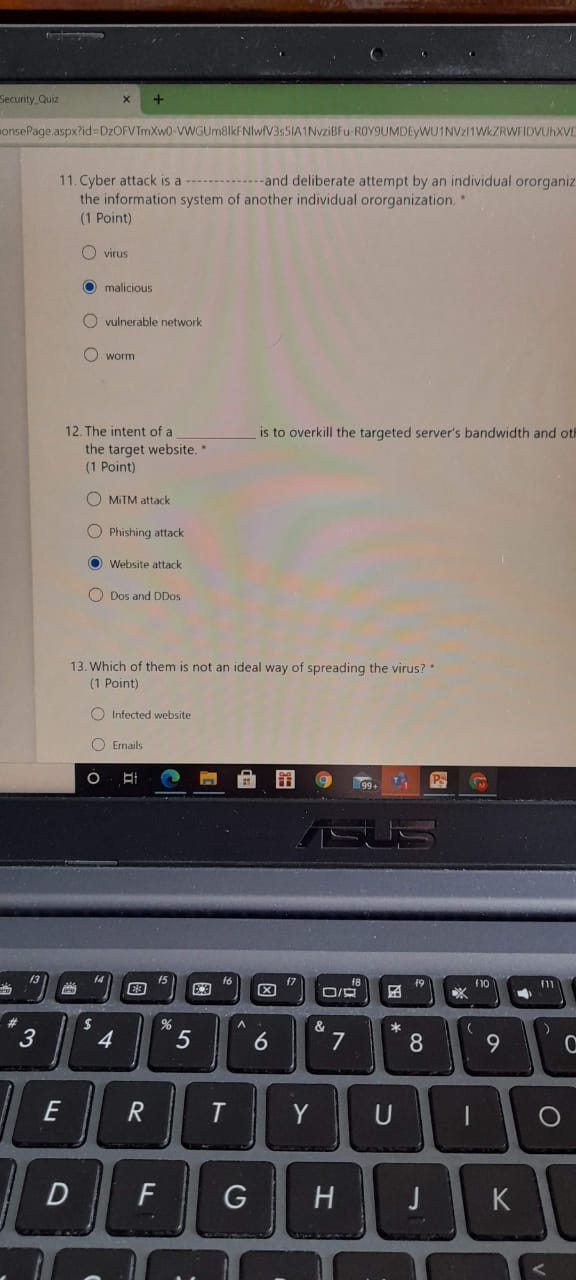 Security_Quiz
onsePage.aspx?id=DzOFVTmXw0-VWGUm8lkFNlwfV3s5IA1NvziBFu-R0Y9UMDEyWU1NVzl1WkZRWFlDVUhXVD
11. Cyber attack is a --------------and deliberate attempt by an individual ororganiz
the information system of another individual ororganization. *
(1 Point)
virus
malicious
vulnerable network
worm
12. The intent of a __________ is to overkill the targeted server's bandwidth and oth
the target website. *
(1 Point)
MiTM attack
Phishing attack
Website attack
Dos and DDos
13. Which of them is not an ideal way of spreading the virus? *
(1 Point)
Infected website
Emails
99+
ASUS
f3 f4 f5 f6 f7 f8 f9 f10 f11
# 3 $ 4 % 5 ^ 6 & 7 * 8 ( 9 ) 0
E R T Y U I O
D F G H J K
<